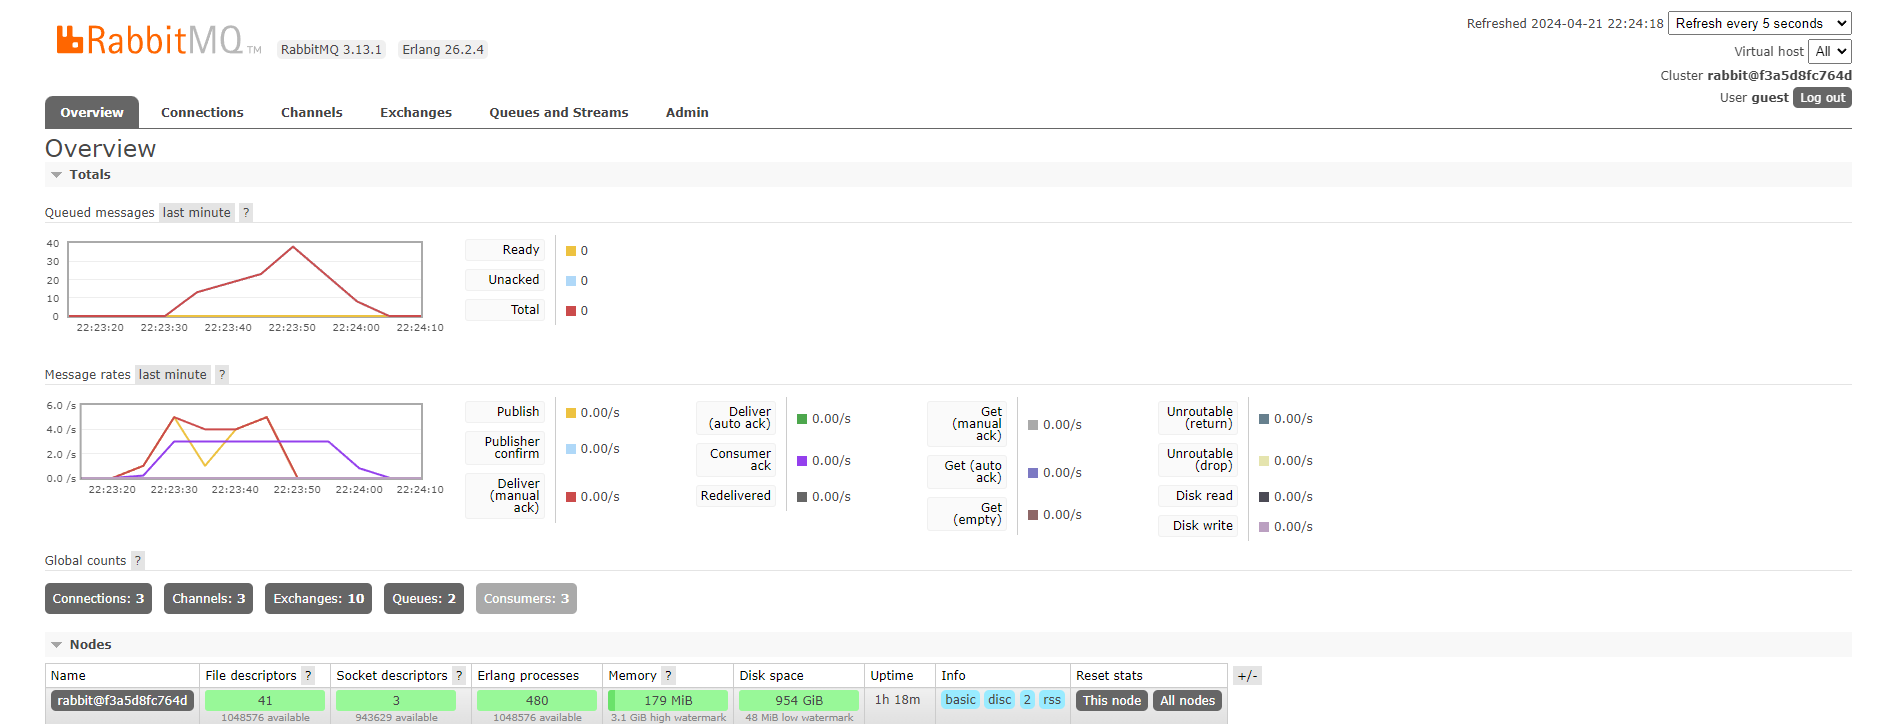 RabbitMQ TM RabbitMQ 3.13.1 Erlang 26.2.4
Refreshed 2024-04-21 22:24:18 Refresh every 5 seconds
Virtual host All
Cluster rabbit@f3a5d8fc764d
User guest Log out
Overview Connections Channels Exchanges Queues and Streams Admin
Overview
Totals
Queued messages last minute ?
40
30
20
10
0
22:23:20 22:23:30 22:23:40 22:23:50 22:24:00 22:24:10
Ready 0
Unacked 0
Total 0
Message rates last minute ?
6.0 /s
4.0 /s
2.0 /s
0.0 /s
22:23:20 22:23:30 22:23:40 22:23:50 22:24:00 22:24:10
Publish 0.00/s
Publisher
confirm 0.00/s
Deliver
(manual
ack) 0.00/s
Deliver
(auto ack) 0.00/s
Consumer
ack 0.00/s
Redelivered 0.00/s
Get
(manual
ack) 0.00/s
Get (auto
ack) 0.00/s
Get
(empty) 0.00/s
Unroutable
(return) 0.00/s
Unroutable
(drop) 0.00/s
Disk read 0.00/s
Disk write 0.00/s
Global counts ?
Connections: 3 Channels: 3 Exchanges: 10 Queues: 2 Consumers: 3
Nodes
Name File descriptors ? Socket descriptors ? Erlang processes Memory ? Disk space Uptime Info Reset stats +/-
rabbit@f3a5d8fc764d 41 3 480 179 MiB 954 GiB 1h 18m basic disc 2 rss This node All nodes
1048576 available 943629 available 1048576 available 3.1 GiB high watermark 48 MiB low watermark